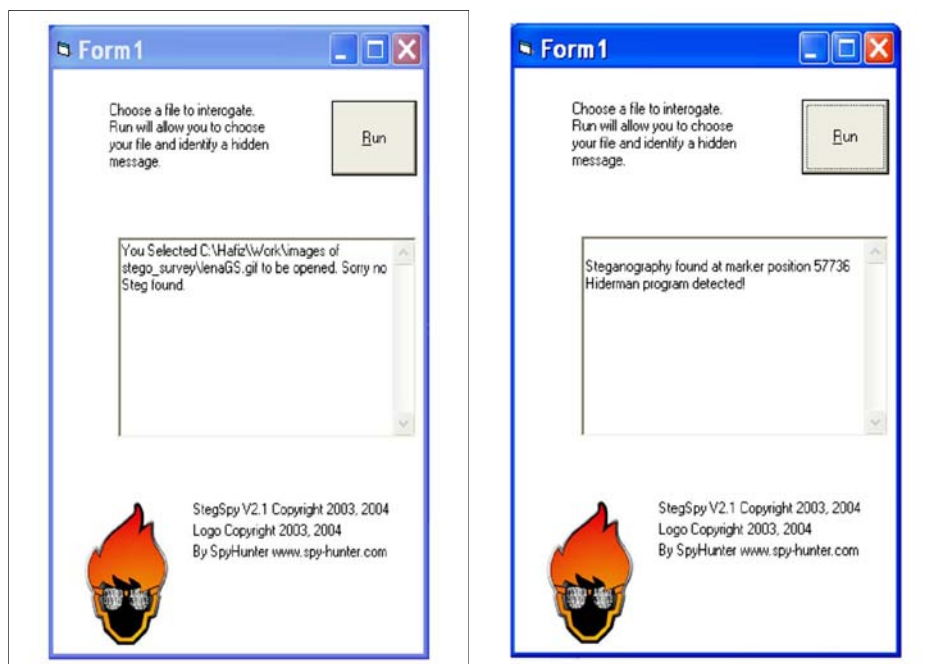 Form1
Choose a file to interogate.
Run will allow you to choose
your file and identify a hidden
message.
Run
You Selected C:\Hafiz\Work\images of
stego_survey\lenaGS.gif to be opened. Sorry no
Steg found.
StegSpy V2.1 Copyright 2003, 2004
Logo Copyright 2003, 2004
By SpyHunter www.spy-hunter.com
Form1
Choose a file to interogate.
Run will allow you to choose
your file and identify a hidden
message.
Run
Steganography found at marker position 57736
Hiderman program detected!
StegSpy V2.1 Copyright 2003, 2004
Logo Copyright 2003, 2004
By SpyHunter www.spy-hunter.com